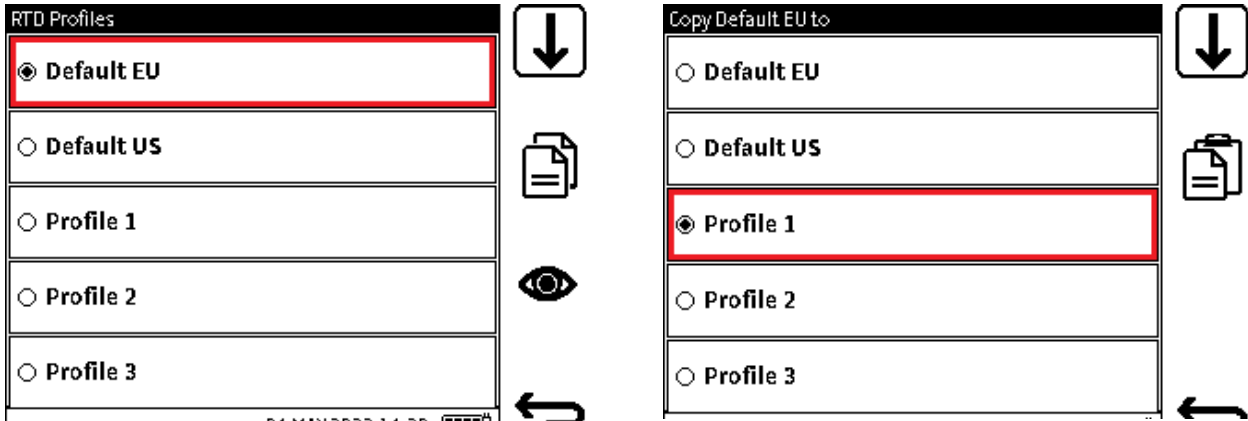 RTD Profiles
Default EU
Default US
Profile 1
Profile 2
Profile 3
Copy Default EU to
Default EU
Default US
Profile 1
Profile 2
Profile 3